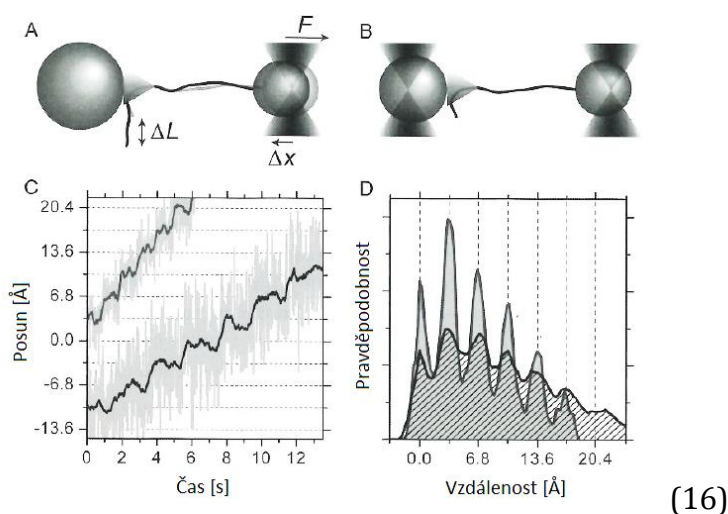 A
F
ΔL
Δx
B
C
Posun [Å]
20.4
13.6
6.8
0.0
-6.8
-13.6
0 2 4 6 8 10 12
Čas [s]
D
Pravděpodobnost
0.0 6.8 13.6 20.4
Vzdálenost [Å]
(16)